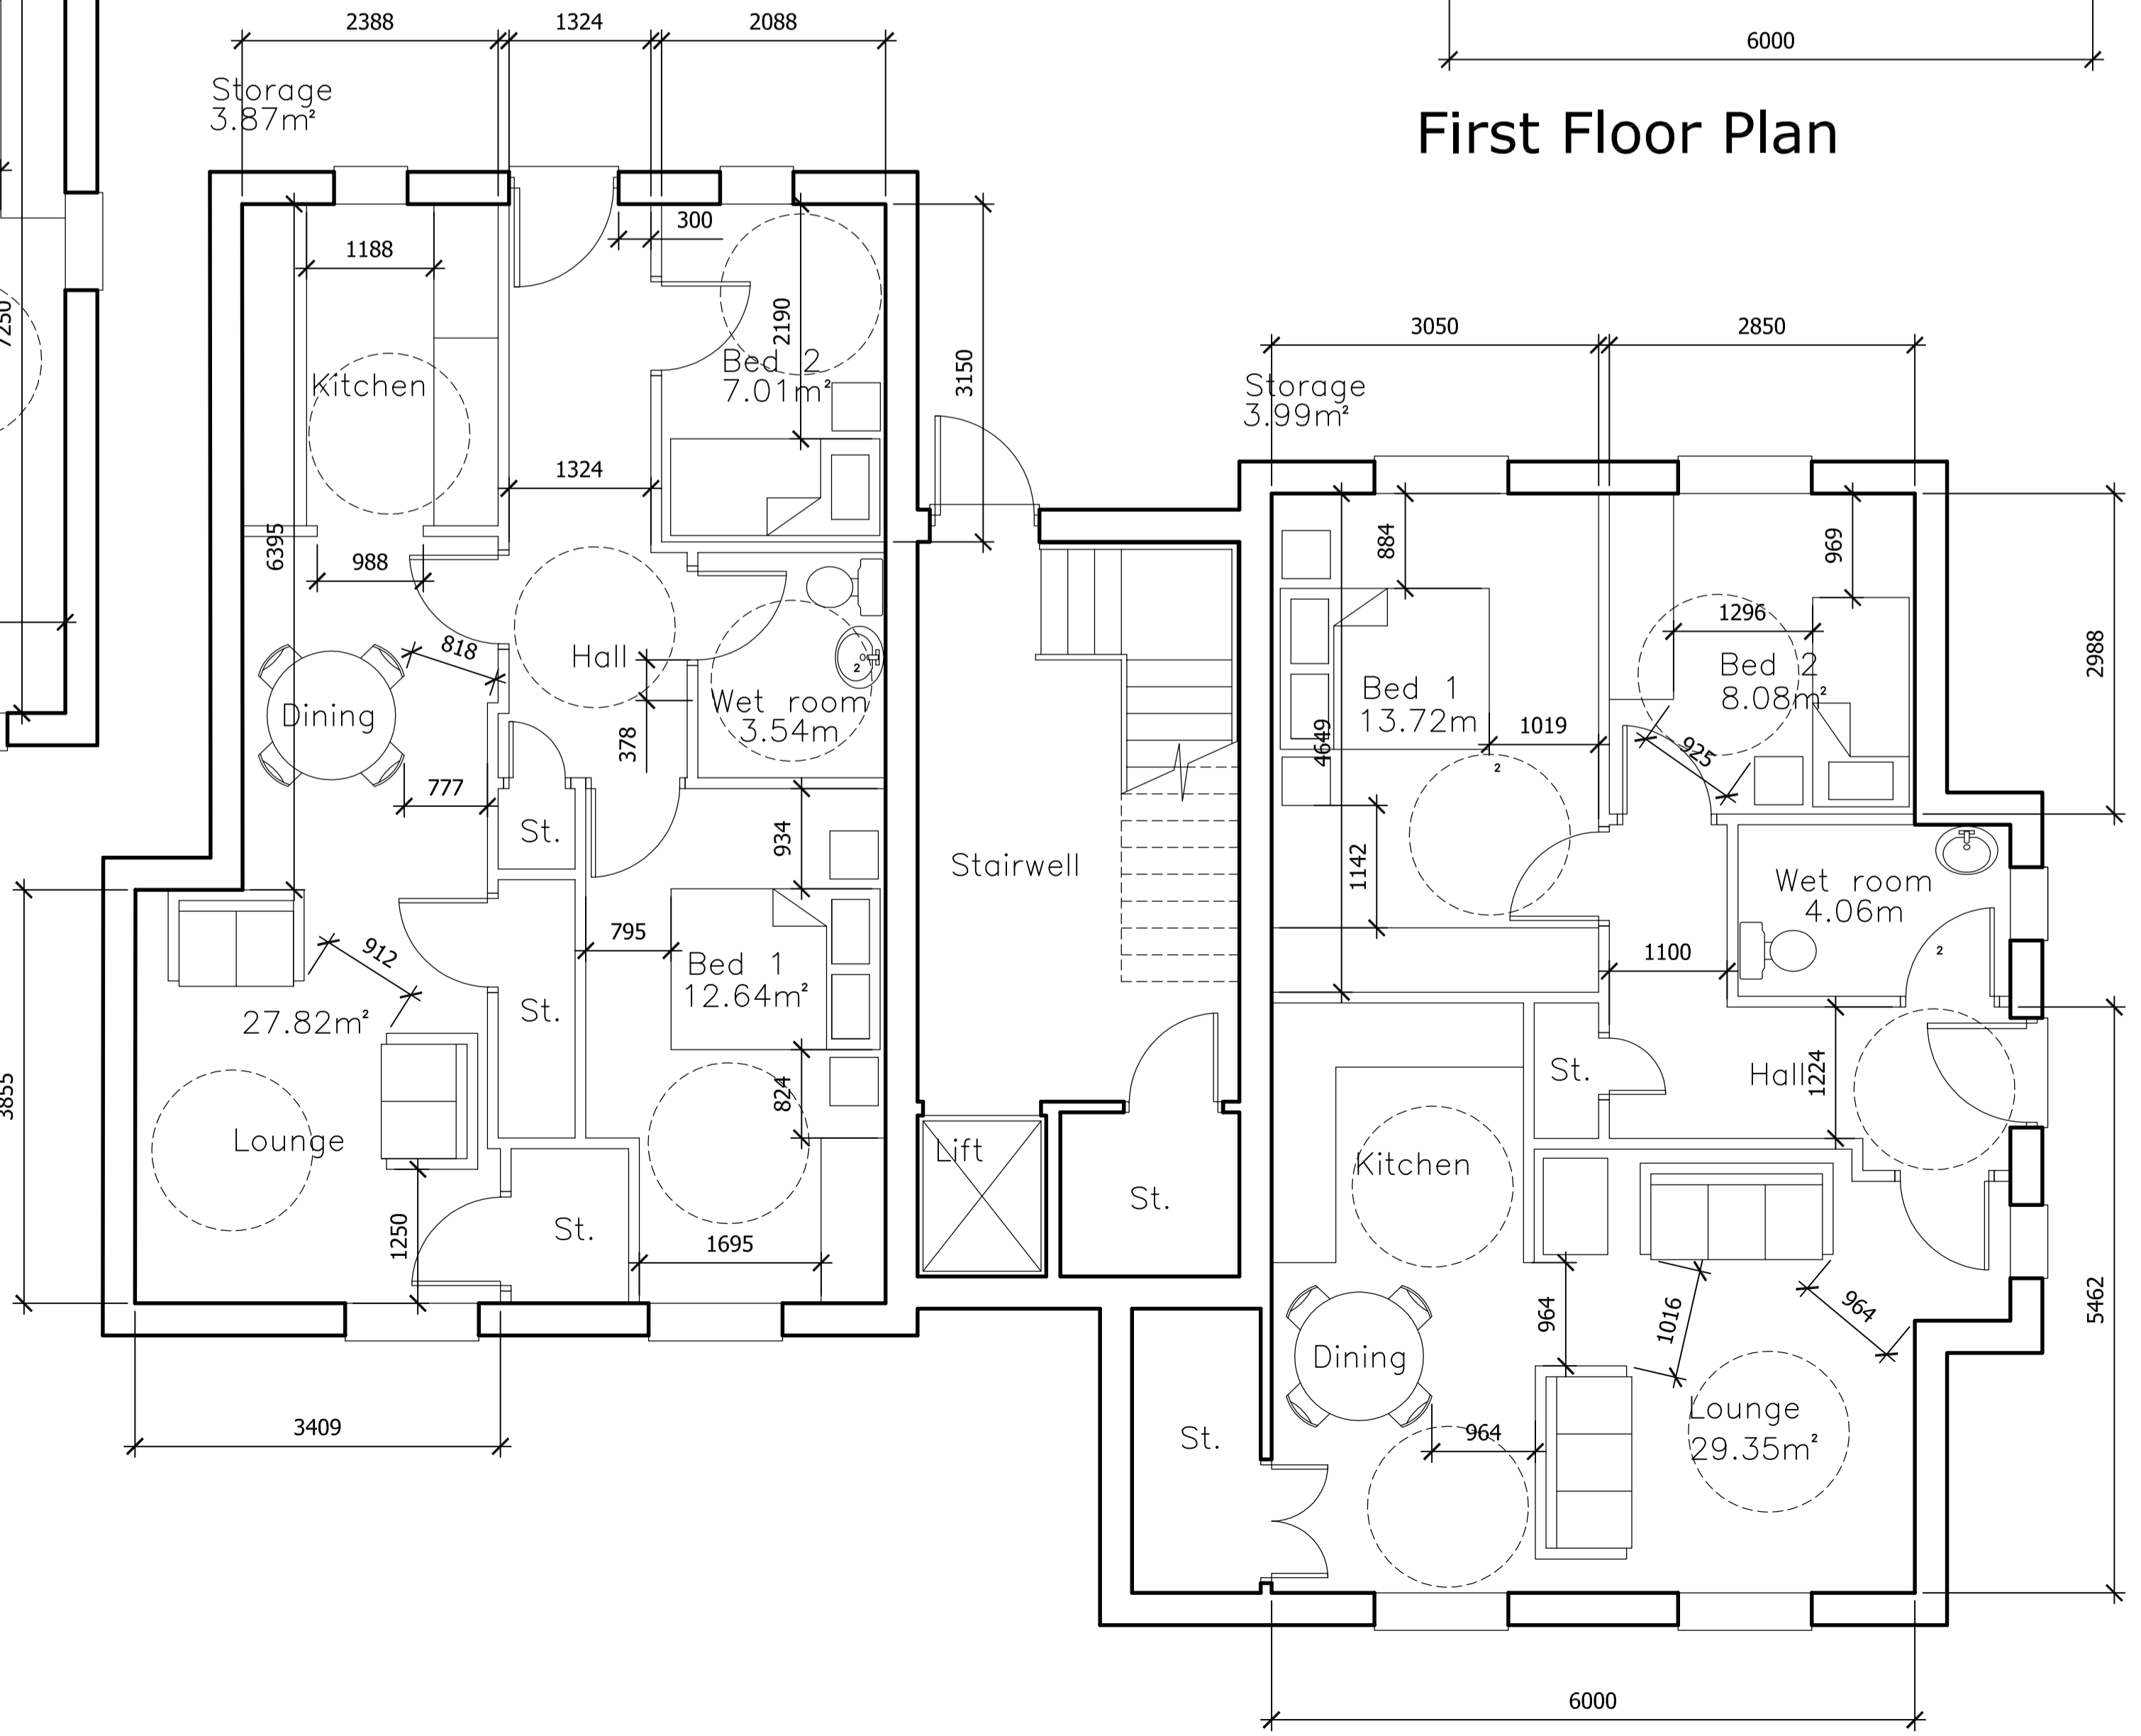 2388
1324
2088
6000
Storage
3.87m²
First Floor Plan
300
1188
7250
2190
Bed 2
7.01m²
Kitchen
3150
3050
2850
Storage
3.99m²
1324
884
969
6395
988
1296
2988
818
Hall
Wet room
3.54m
2
Bed 1
13.72m
2
Bed 2
8.08m²
Dining
378
4649
1019
925
777
St.
934
Stairwell
1142
Wet room
4.06m
2
795
912
Bed 1
12.64m²
1100
27.82m²
St.
3855
824
St.
Hall
1224
Lounge
Lift
Kitchen
St.
St.
1250
1695
964
1016
964
5462
Dining
3409
St.
964
Lounge
29.35m²
6000